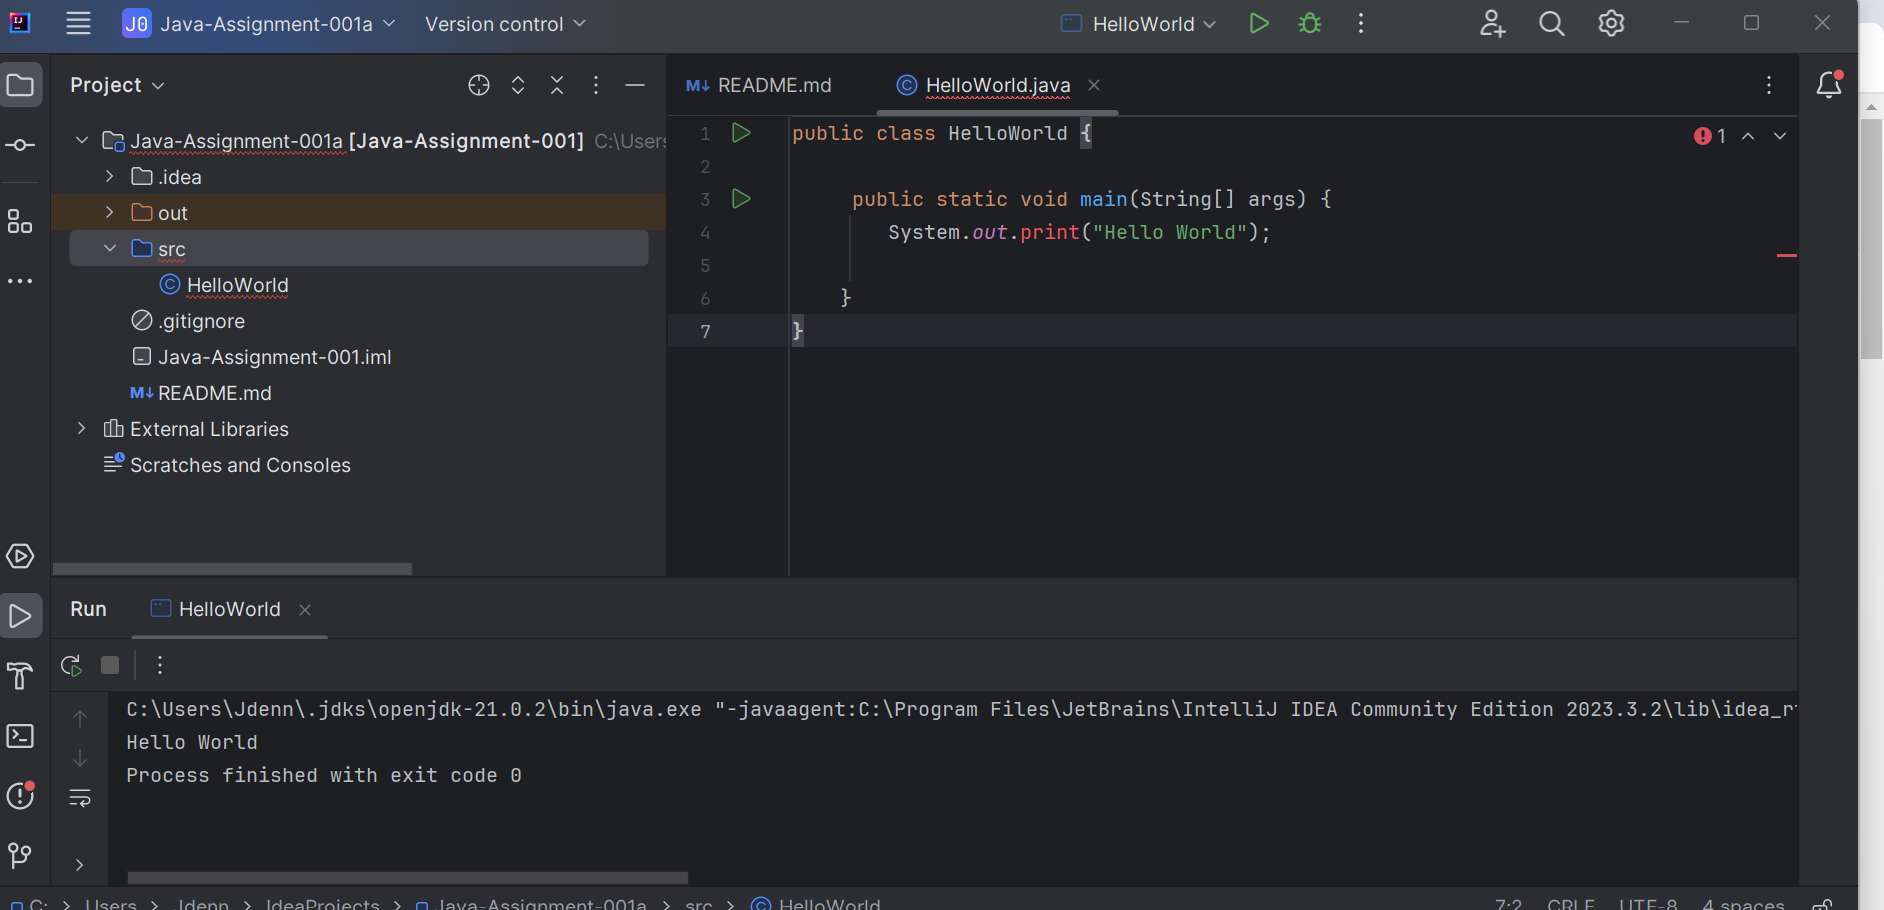 J0 Java-Assignment-001a Version control HelloWorld
Project
Java-Assignment-001a [Java-Assignment-001] C:\Users
.idea
out
src
HelloWorld
.gitignore
Java-Assignment-001.iml
README.md
External Libraries
Scratches and Consoles
README.md HelloWorld.java
1 public class HelloWorld {
1
2
3 public static void main(String[] args) {
4 System.out.print("Hello World");
5
6 }
7 }
Run HelloWorld
C:\Users\Jdenn\.jdks\openjdk-21.0.2\bin\java.exe "-javaagent:C:\Program Files\JetBrains\IntelliJ IDEA Community Edition 2023.3.2\lib\idea_r
Hello World
Process finished with exit code 0
C: > Users > Jdenn > IdeaProjects > Java-Assignment-001a > src > HelloWorld 7:2 CRLF UTF-8 4 spaces